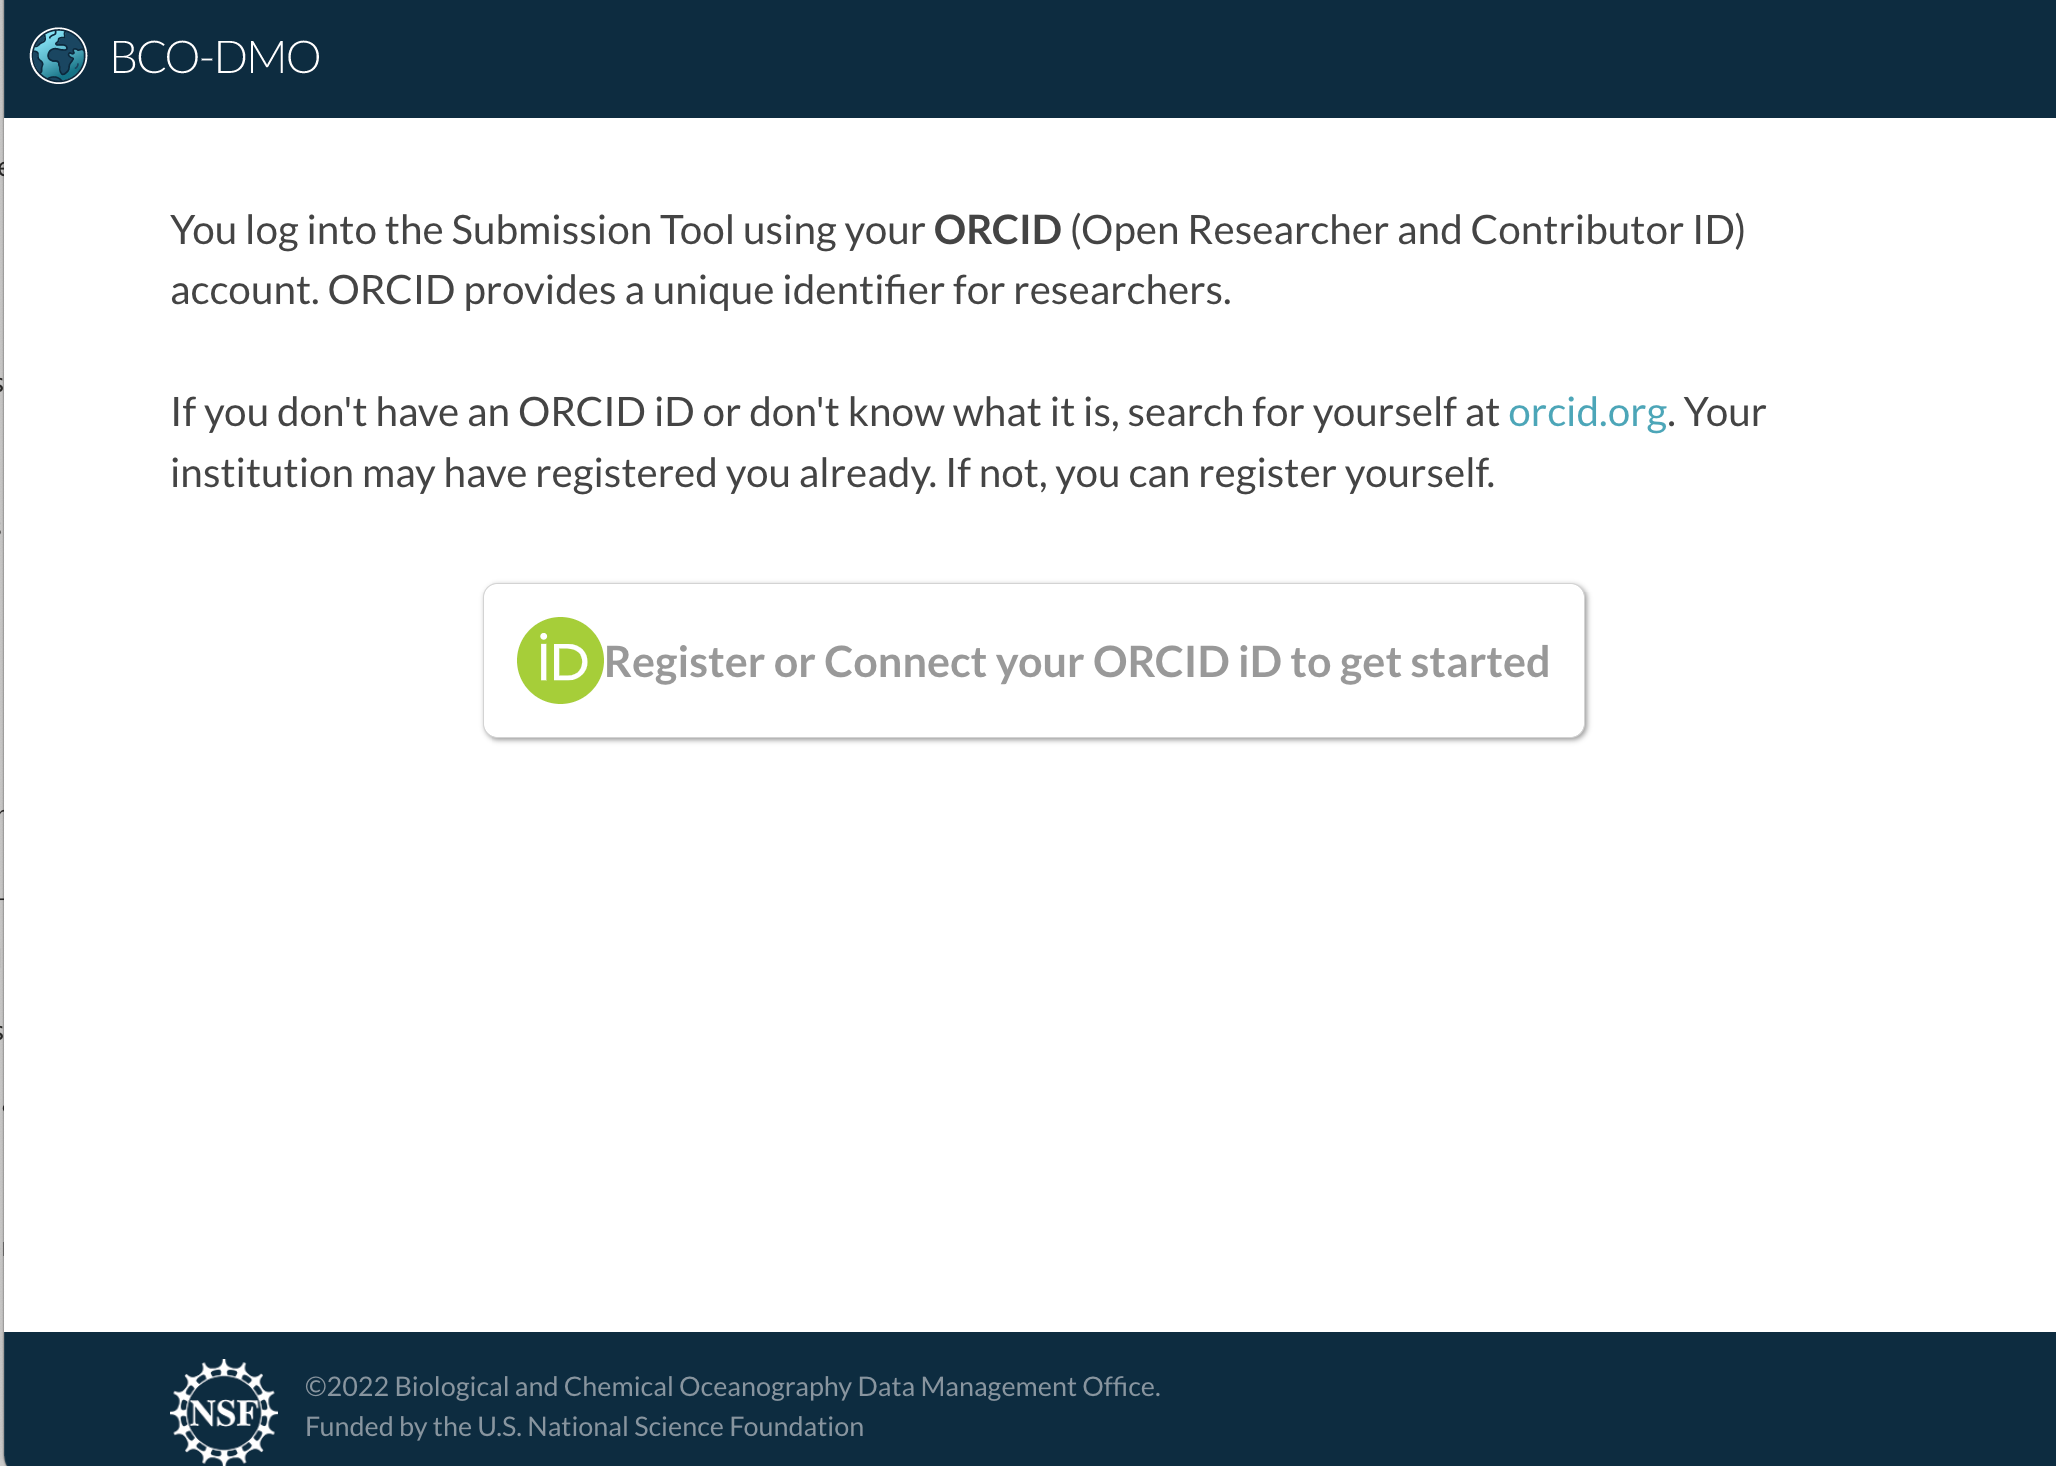 BCO-DMO
You log into the Submission Tool using your ORCID (Open Researcher and Contributor ID)
account. ORCID provides a unique identifier for researchers.
If you don't have an ORCID iD or don't know what it is, search for yourself at orcid.org. Your
institution may have registered you already. If not, you can register yourself.
iD Register or Connect your ORCID iD to get started
NSF
©2022 Biological and Chemical Oceanography Data Management Office.
Funded by the U.S. National Science Foundation